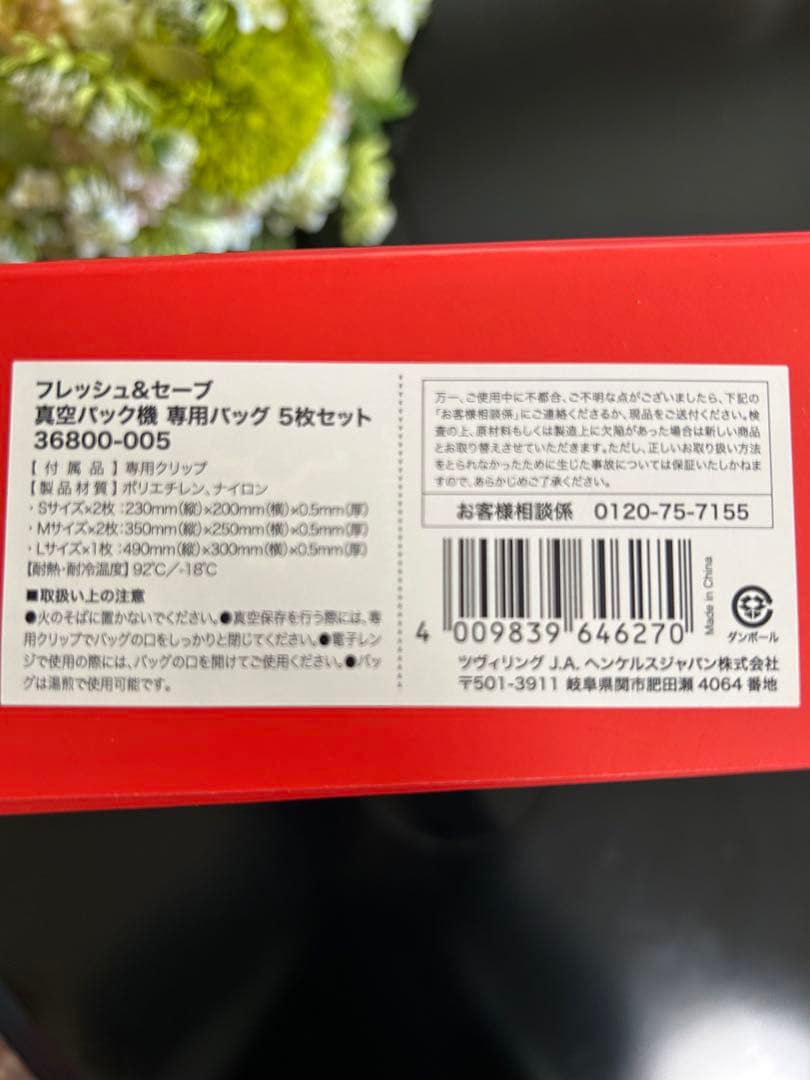 フレッシュ&セーブ
真空パック機 専用バッグ 5枚セット
36800-005
【付属品】専用クリップ
【製品材質】ポリエチレン、ナイロン
・Sサイズ×2枚:230mm(縦)×200mm(横)×0.5mm(厚)
・Mサイズ×2枚:350mm(縦)×250mm(横)×0.5mm(厚)
・Lサイズ×1枚:490mm(縦)×300mm(横)×0.5mm(厚)
【耐熱・耐冷温度】92℃/-18℃
■取扱い上の注意
●火のそばに置かないでください。●真空保存を行う際には、専
用クリップでバッグの口をしっかりと閉じてください。●電子レン
ジで使用の際には、バッグの口を開けてご使用ください。●バッ
グは湯煎で使用可能です。
万一、ご使用中に不都合、ご不明な点がございましたら、下記の
「お客様相談係」にご連絡くださるか、現品をご送付ください。検
査の上、原材料もしくは製造上に欠陥があった場合は新しい商品
とお取り替えさせていただきます。ただし、正しいお取り扱い方法
をとられなかったために生じた事故については保証いたしかねま
すので、あらかじめご了承ください。
お客様相談係 0120-75-7155
4 009839 646270
Made in China
ダンボール
ツヴィリング J.A. ヘンケルスジャパン株式会社
〒501-3911 岐阜県関市肥田瀬 4064 番地